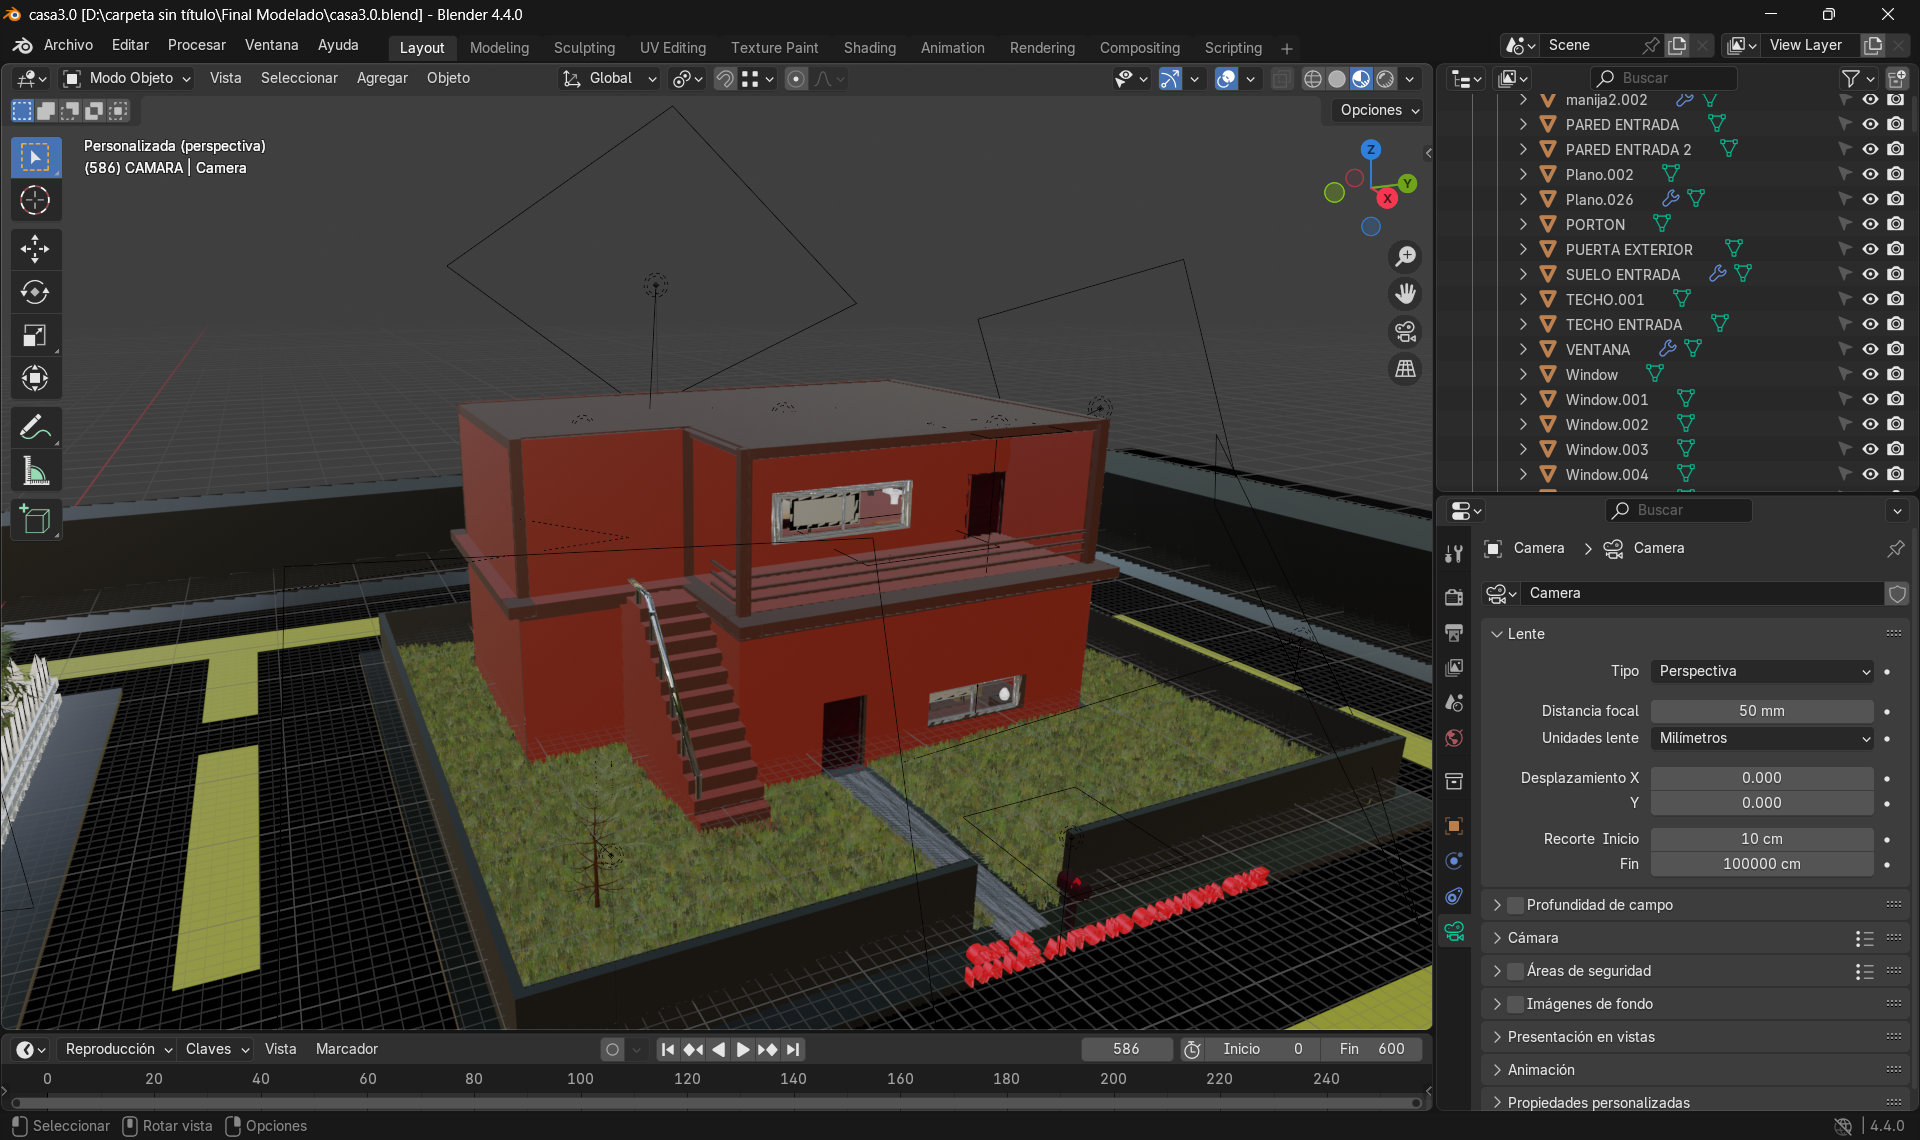 casa3.0 [D:\carpeta sin título\Final Modelado\casa3.0.blend] - Blender 4.4.0
Archivo Editar Procesar Ventana Ayuda Layout Modeling Sculpting UV Editing Texture Paint Shading Animation Rendering Compositing Scripting Scene View Layer
Modo Objeto Vista Seleccionar Agregar Objeto Global
Opciones
Personalizada (perspectiva)
(586) CAMARA | Camera
Z
Y
X
Buscar
manija2.002
PARED ENTRADA
PARED ENTRADA 2
Plano.002
Plano.026
PORTON
PUERTA EXTERIOR
SUELO ENTRADA
TECHO.001
TECHO ENTRADA
VENTANA
Window
Window.001
Window.002
Window.003
Window.004
Buscar
Camera Camera
Camera
Lente
Tipo Perspectiva
Distancia focal 50 mm
Unidades lente Milímetros
Desplazamiento X 0.000
Y 0.000
Recorte Inicio 10 cm
Fin 100000 cm
Profundidad de campo
Cámara
Áreas de seguridad
Imágenes de fondo
Presentación en vistas
Animación
Propiedades personalizadas
Reproducción Claves Vista Marcador 586 Inicio 0 Fin 600
0 20 40 60 80 100 120 140 160 180 200 220 240
Seleccionar Rotar vista Opciones 4.4.0